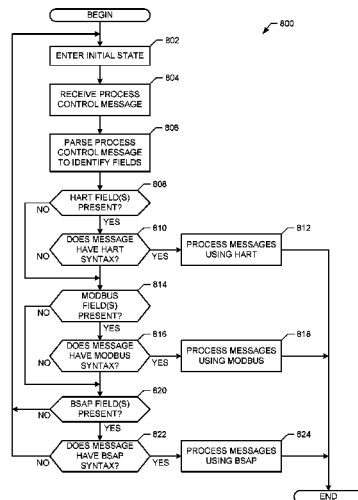 BEGIN
800
802
ENTER INITIAL STATE
804
RECEIVE PROCESS
CONTROL MESSAGE
806
PARSE PROCESS
CONTROL MESSAGE
TO IDENTIFY FIELDS
808
HART FIELD(S)
PRESENT?
NO
YES
810
DOES MESSAGE
HAVE HART
SYNTAX?
NO
YES
812
PROCESS MESSAGES
USING HART
814
MODBUS
FIELD(S)
PRESENT?
NO
YES
816
DOES MESSAGE
HAVE MODBUS
SYNTAX?
NO
YES
818
PROCESS MESSAGES
USING MODBUS
820
BSAP FIELD(S)
PRESENT?
NO
YES
822
DOES MESSAGE
HAVE BSAP
SYNTAX?
NO
YES
824
PROCESS MESSAGES
USING BSAP
END